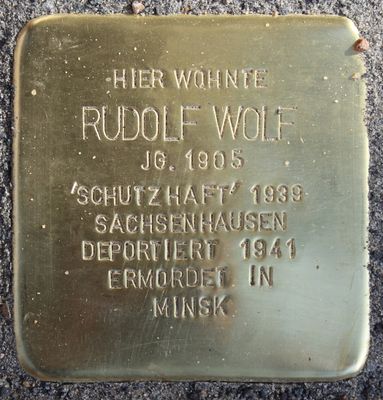 HIER WOHNTE
RUDOLF WOLF
JG. 1905
'SCHUTZHAFT' 1939
SACHSENHAUSEN
DEPORTIERT 1941
ERMORDET IN
MINSK